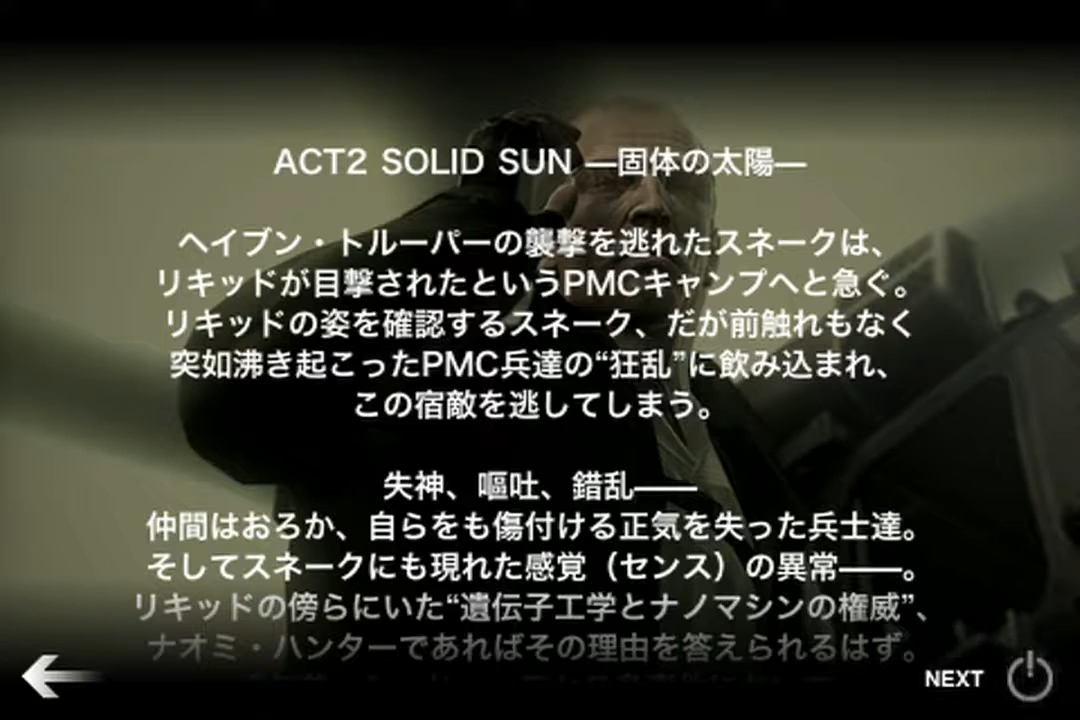 ACT2 SOLID SUN ―固体の太陽―
ヘイブン・トルーパーの襲撃を逃れたスネークは、
リキッドが目撃されたというPMCキャンプへと急ぐ。
リキッドの姿を確認するスネーク、だが前触れもなく
突如沸き起こったPMC兵達の“狂乱”に飲み込まれ、
この宿敵を逃してしまう。
失神、嘔吐、錯乱――
仲間はおろか、自らをも傷付ける正気を失った兵士達。
そしてスネークにも現れた感覚（センス）の異常――。
リキッドの傍らにいた“遺伝子工学とナノマシンの権威”、
ナオミ・ハンターであればその理由を答えられるはず。
NEXT